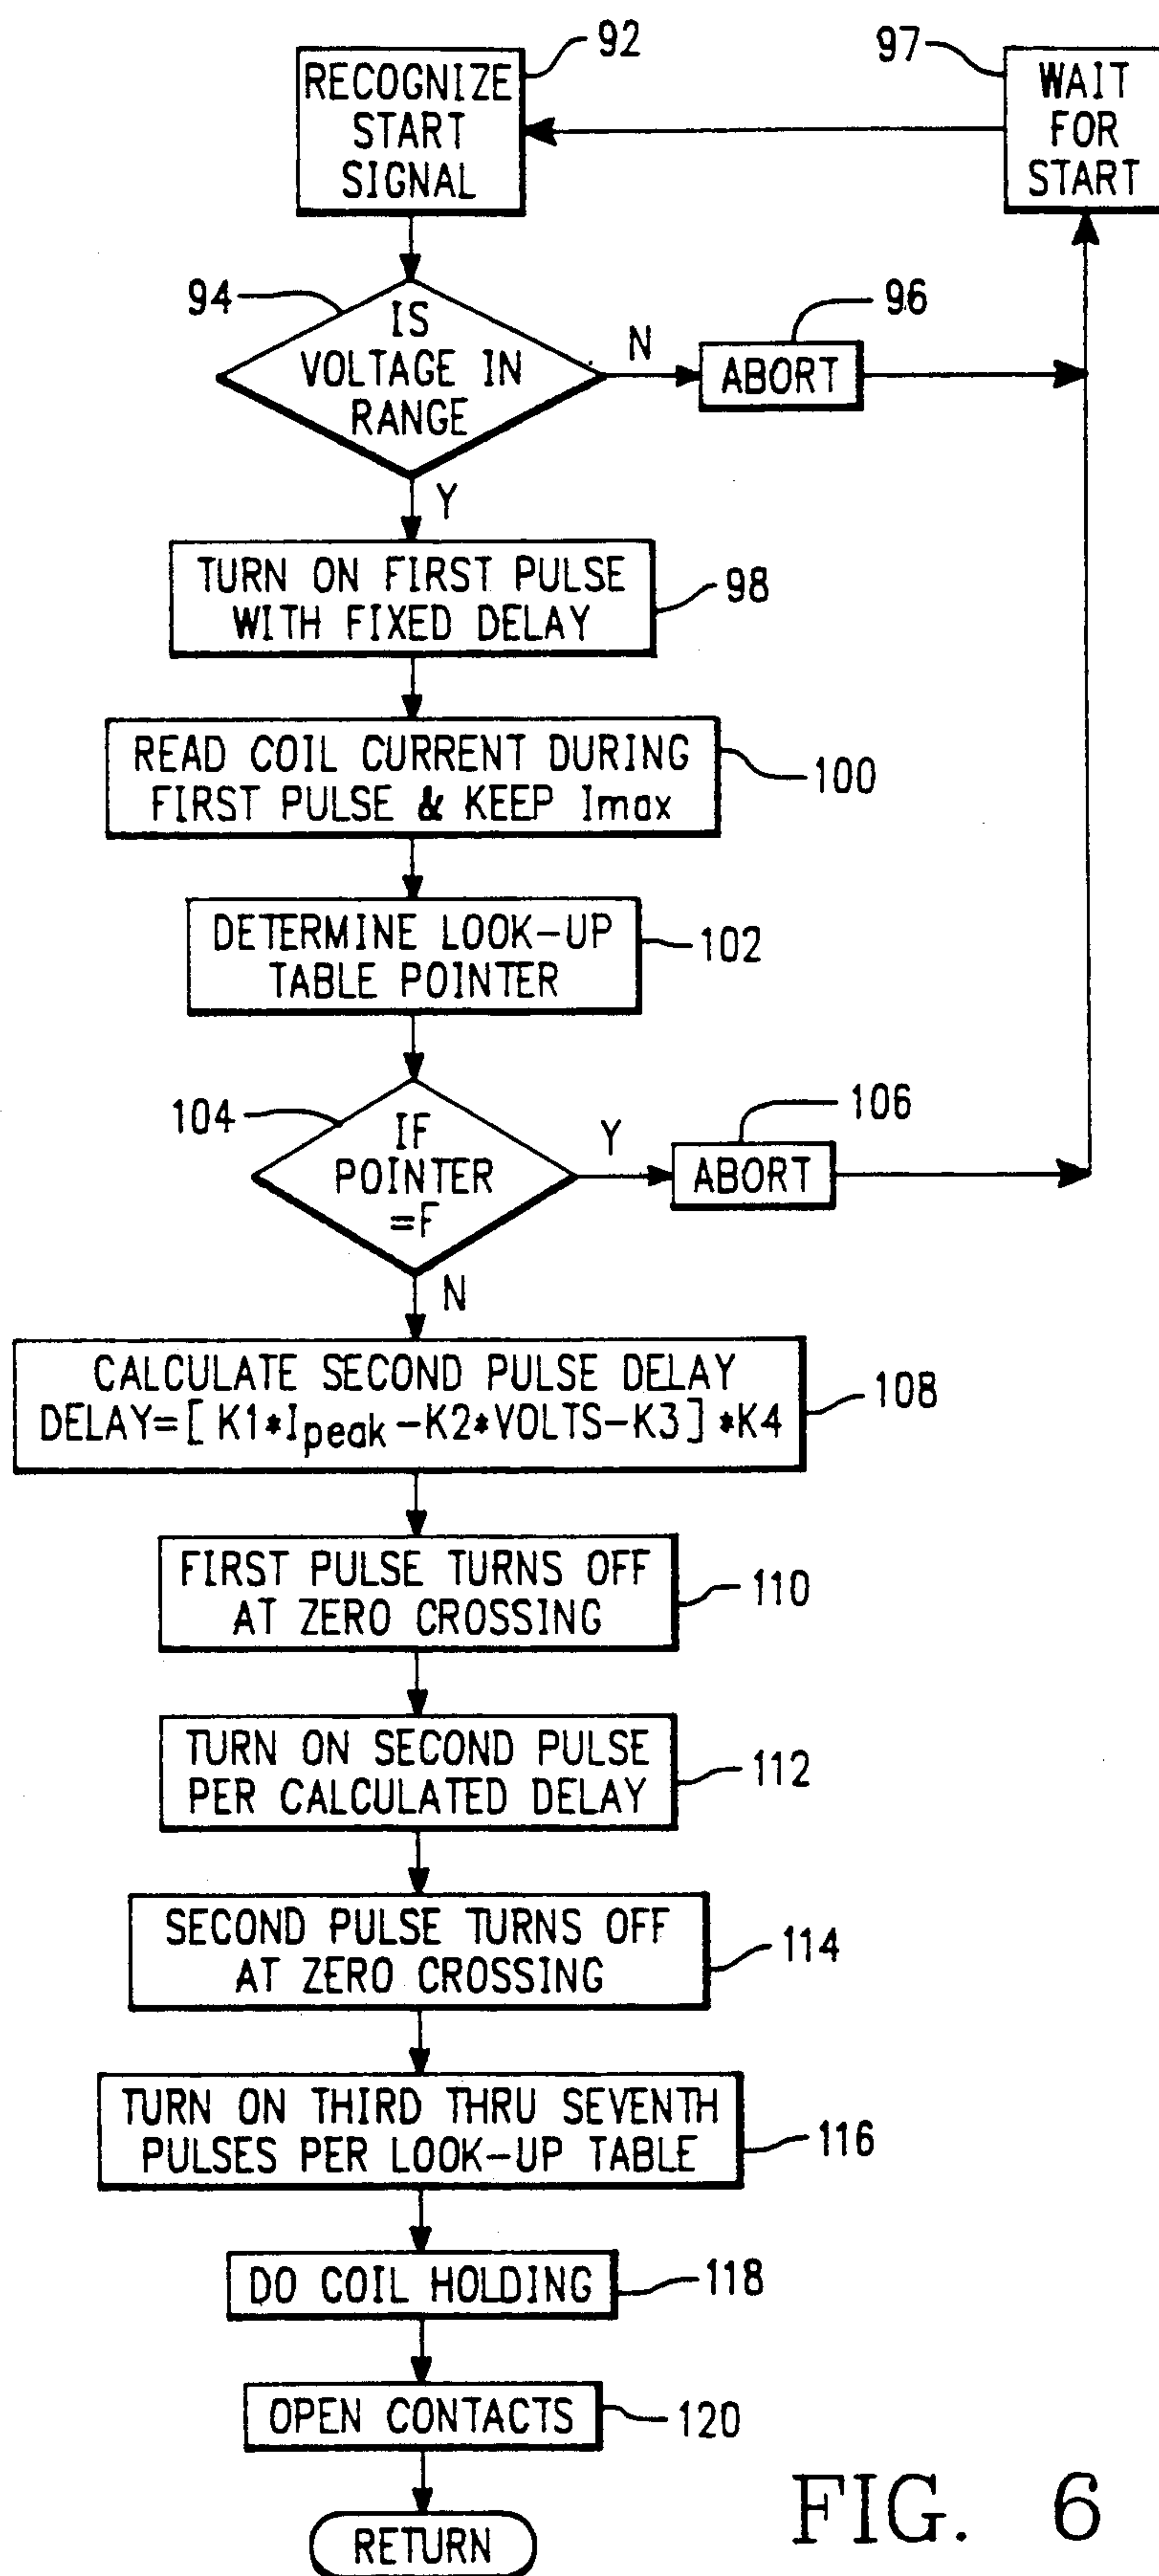 92
RECOGNIZE
START
SIGNAL
97
WAIT
FOR
START
94
IS
VOLTAGE IN
RANGE
N
96
ABORT
Y
TURN ON FIRST PULSE
WITH FIXED DELAY
98
READ COIL CURRENT DURING
FIRST PULSE & KEEP Imax
100
DETERMINE LOOK-UP
TABLE POINTER
102
104
IF
POINTER
=F
Y
106
ABORT
N
CALCULATE SECOND PULSE DELAY
DELAY=[ K1*Ipeak-K2*VOLTS-K3] *K4
108
FIRST PULSE TURNS OFF
AT ZERO CROSSING
110
TURN ON SECOND PULSE
PER CALCULATED DELAY
112
SECOND PULSE TURNS OFF
AT ZERO CROSSING
114
TURN ON THIRD THRU SEVENTH
PULSES PER LOOK-UP TABLE
116
DO COIL HOLDING
118
OPEN CONTACTS
120
RETURN
FIG. 6